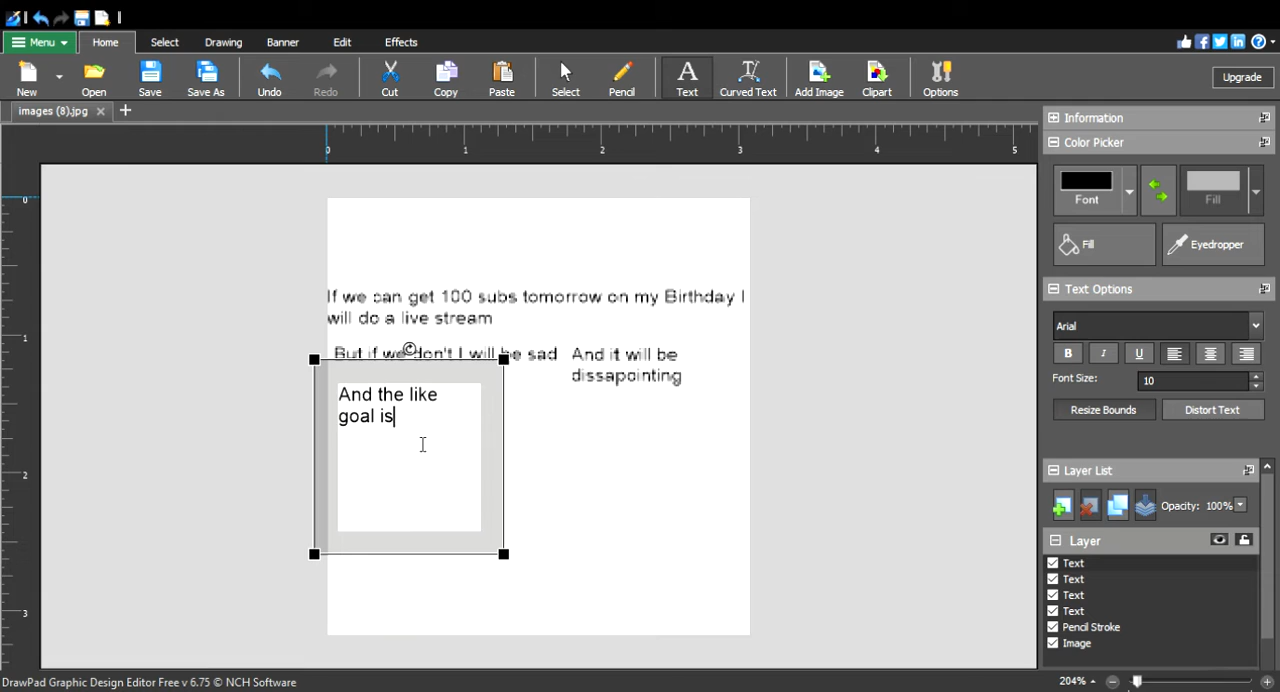 Menu
Home
Select
Drawing
Banner
Edit
Effects
New
Open
Save
Save As
Undo
Redo
Cut
Copy
Paste
Select
Pencil
Text
Curved Text
Add Image
Clipart
Options
Upgrade
images (8).jpg
0 1 2 3 4 5
0
1
2
3
If we can get 100 subs tomorrow on my Birthday I
will do a live stream
But if we don't I will be sad
And it will be
dissapointing
And the like
goal is
Information
Color Picker
Font
Fill
Fill
Eyedropper
Text Options
Arial
B I U
Font Size: 10
Resize Bounds
Distort Text
Layer List
Opacity: 100%
Layer
Text
Text
Text
Text
Pencil Stroke
Image
DrawPad Graphic Design Editor Free v 6.75 © NCH Software
204%